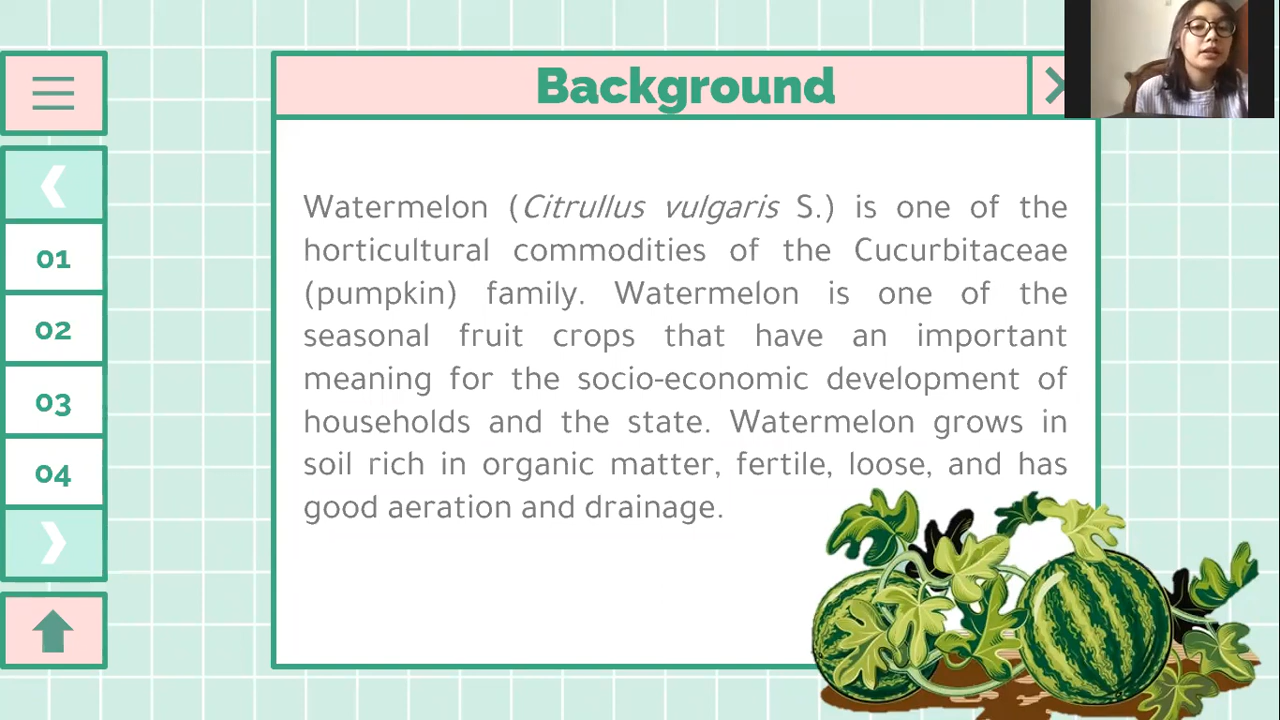 Background
01
02
03
04
Watermelon (Citrullus vulgaris S.) is one of the
horticultural commodities of the Cucurbitaceae
(pumpkin) family. Watermelon is one of the
seasonal fruit crops that have an important
meaning for the socio-economic development of
households and the state. Watermelon grows in
soil rich in organic matter, fertile, loose, and has
good aeration and drainage.